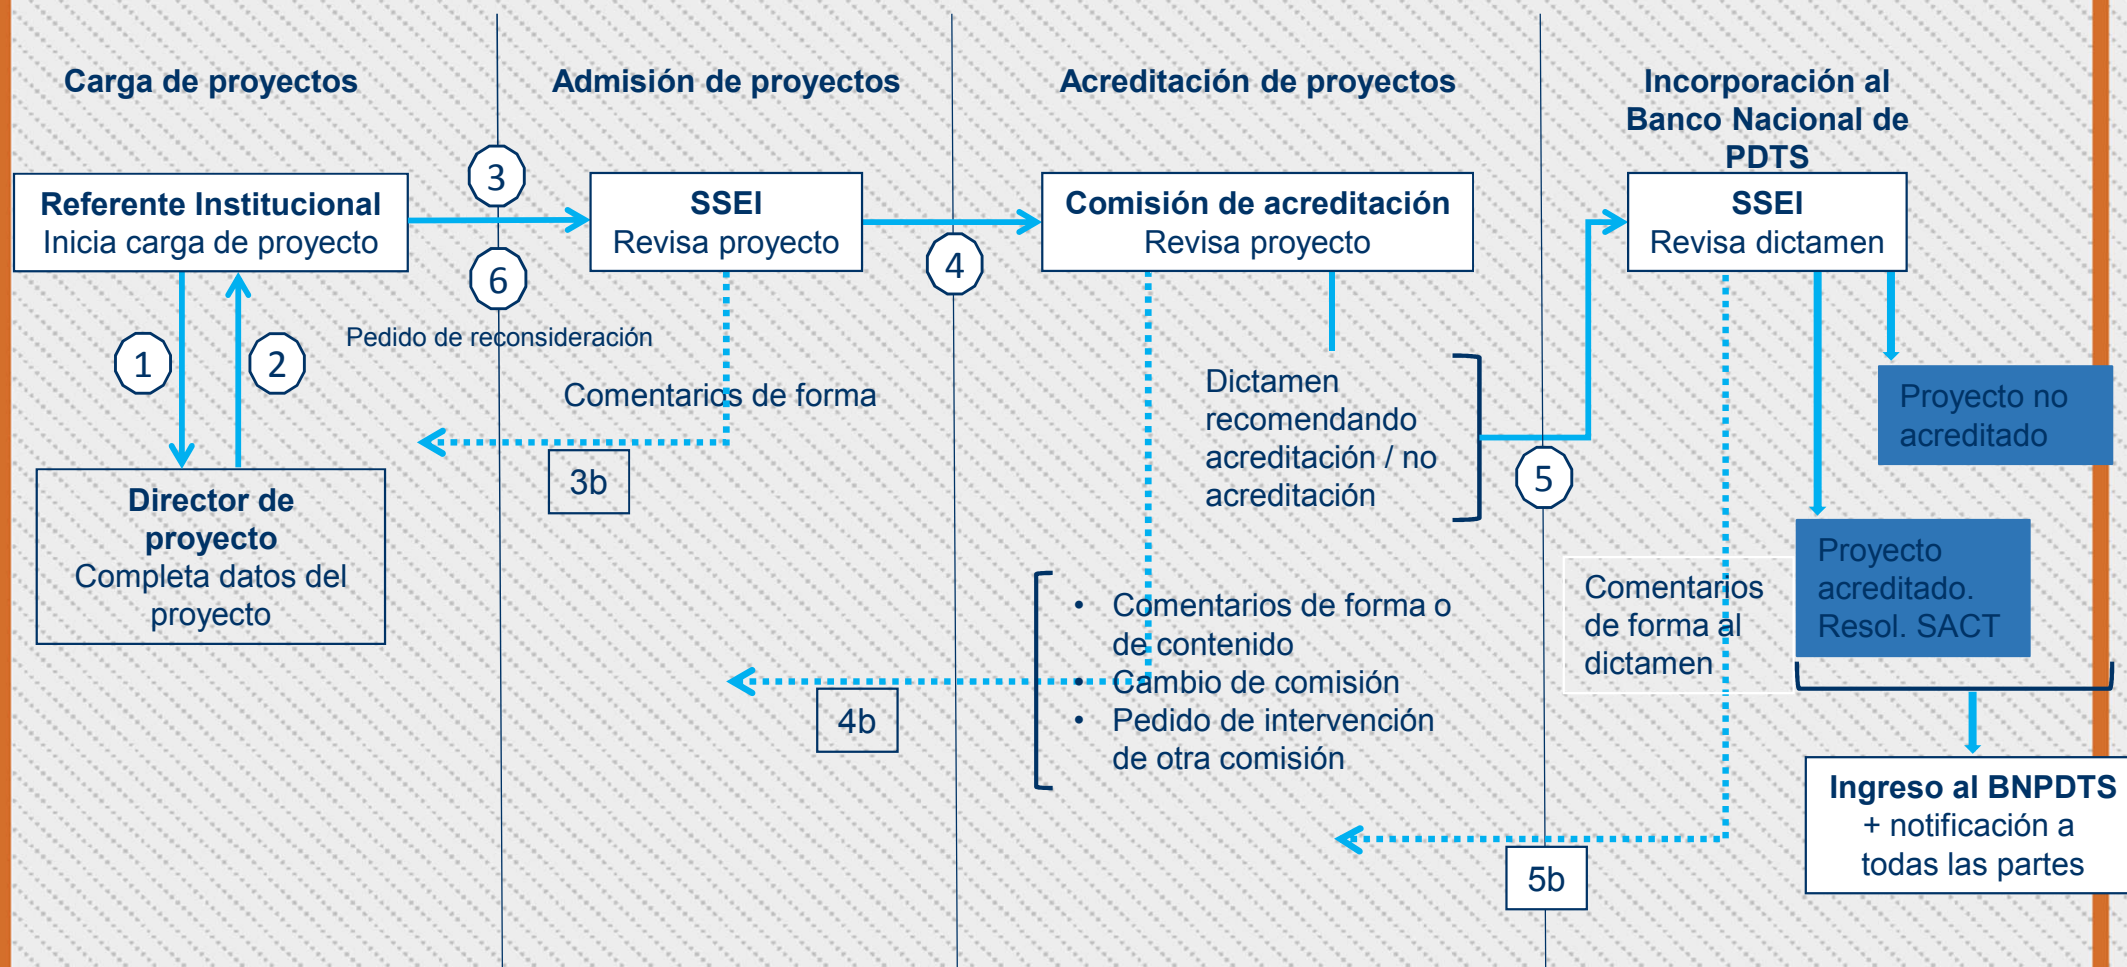 Carga de proyectos
Admisión de proyectos
Acreditación de proyectos
Incorporación al
Banco Nacional de
PDTS
Referente Institucional
Inicia carga de proyecto
3
6
Pedido de reconsideración
1
2
Director de
proyecto
Completa datos del
proyecto
SSEI
Revisa proyecto
Comentarios de forma
3b
4
Comisión de acreditación
Revisa proyecto
Dictamen
recomendando
acreditación / no
acreditación
• Comentarios de forma o
de contenido
• Cambio de comisión
• Pedido de intervención
de otra comisión
4b
5
SSEI
Revisa dictamen
Proyecto no
acreditado
Proyecto
acreditado.
Resol. SACT
Comentarios
de forma al
dictamen
5b
Ingreso al BNPDTS
+ notificación a
todas las partes